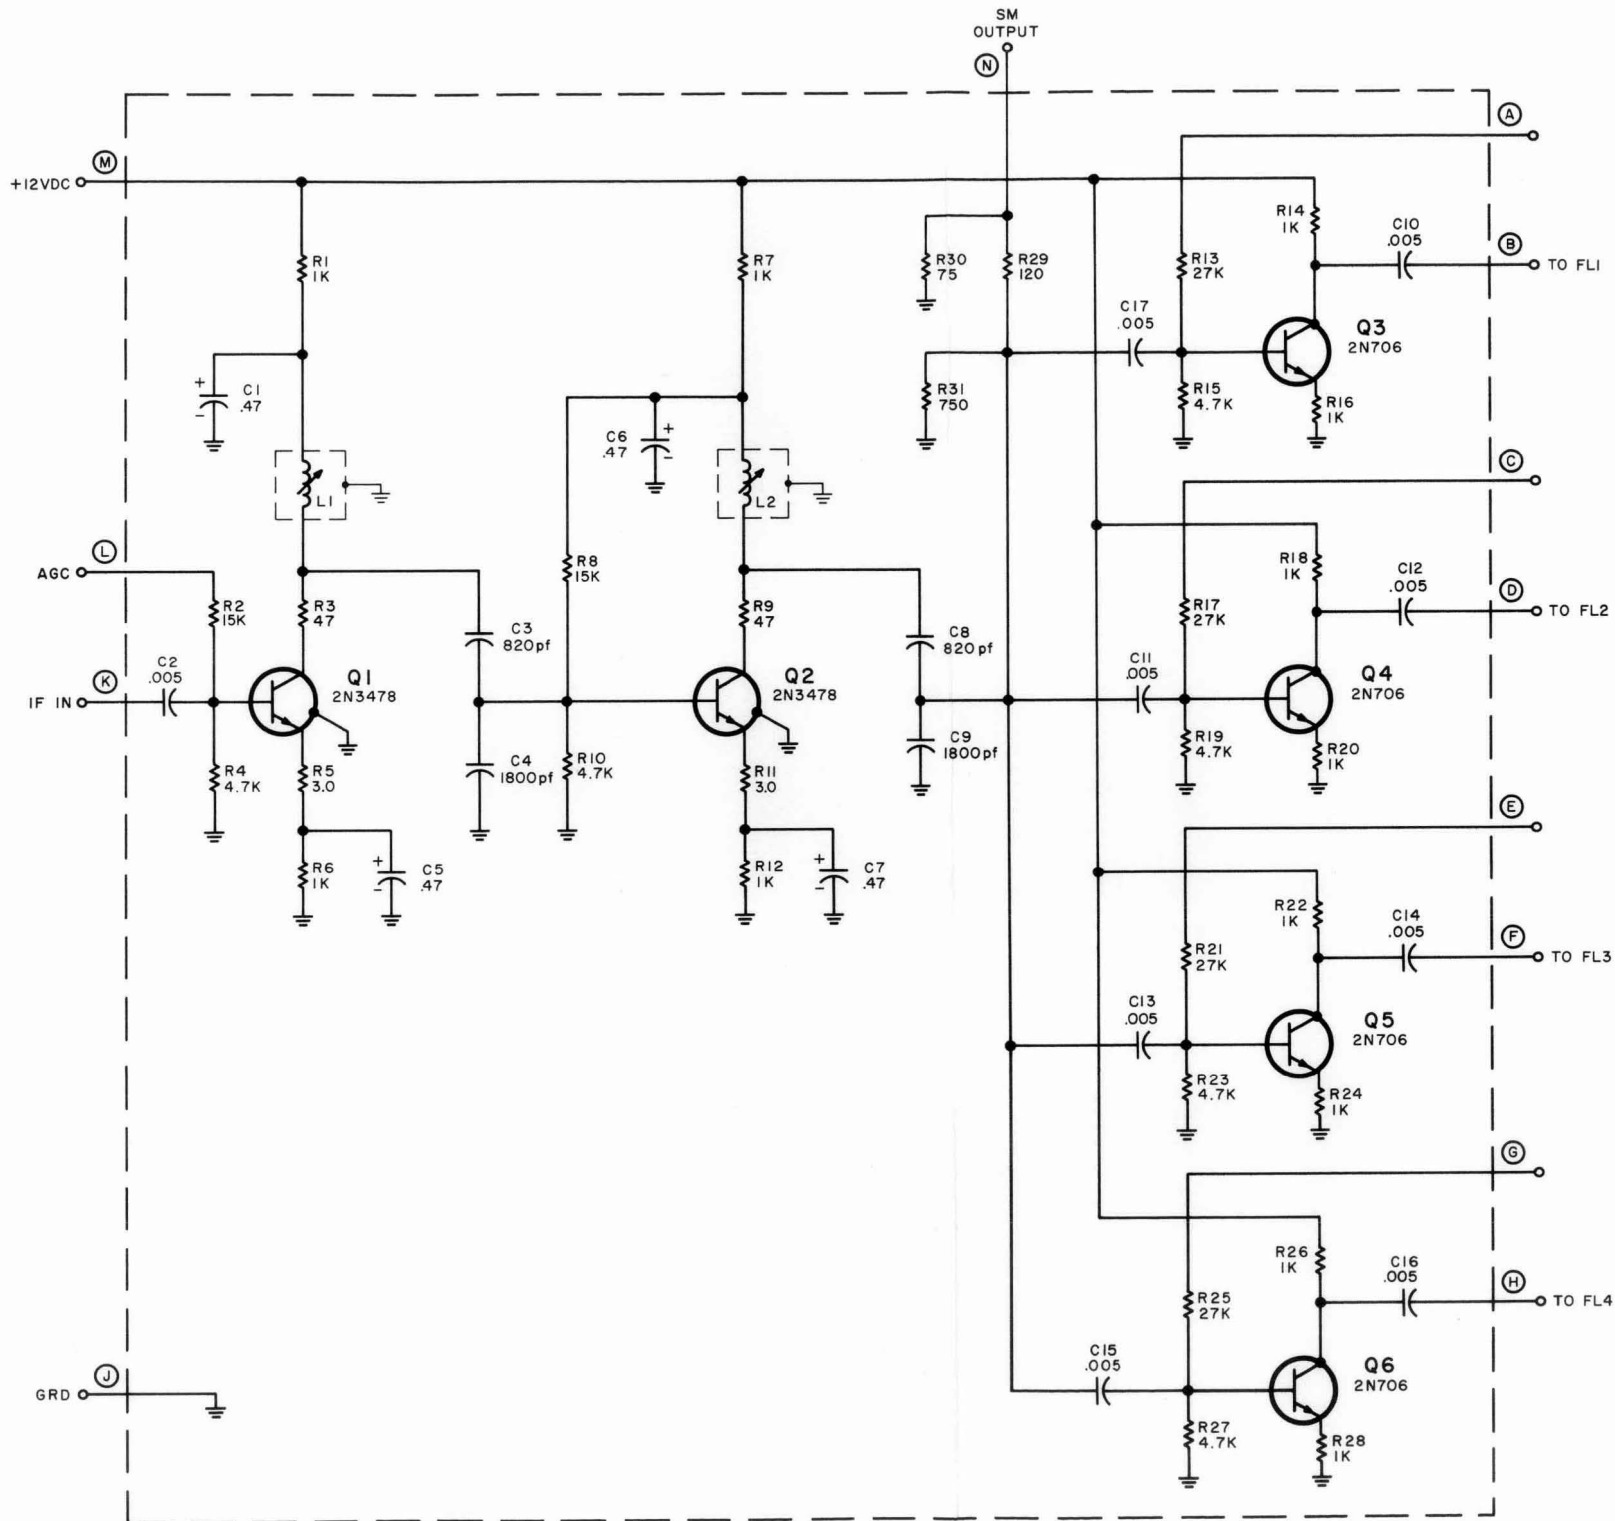 SM
OUTPUT
N
A
M
+12VDC
R14
1K
C10
.005
B
TO FL1
R1
1K
R7
1K
R30
75
R29
120
R13
27K
C17
.005
Q3
2N706
+
C1
.47
-
R31
750
R15
4.7K
R16
1K
C6
.47
+
-
C
L1
L2
L
AGC
R2
15K
R3
47
R8
15K
R9
47
R18
1K
C12
.005
D
TO FL2
R17
27K
C3
820pf
C8
820pf
K
IF IN
C2
.005
Q1
2N3478
Q2
2N3478
C11
.005
Q4
2N706
R4
4.7K
R5
3.0
C4
1800pf
R10
4.7K
R11
3.0
C9
1800pf
R19
4.7K
R20
1K
E
R6
1K
+
-
C5
.47
R12
1K
+
-
C7
.47
R22
1K
C14
.005
F
TO FL3
R21
27K
C13
.005
Q5
2N706
R23
4.7K
R24
1K
G
R26
1K
C16
.005
H
TO FL4
R25
27K
C15
.005
Q6
2N706
J
GRD
R27
4.7K
R28
1K